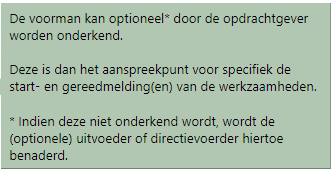 De voorman kan optioneel* door de opdrachtgever
worden onderkend.
Deze is dan het aanspreekpunt voor specifiek de
start- en gereedmelding(en) van de werkzaamheden.
* Indien deze niet onderkend wordt, wordt de
(optionele) uitvoeder of directievoerder hiertoe
benaderd.